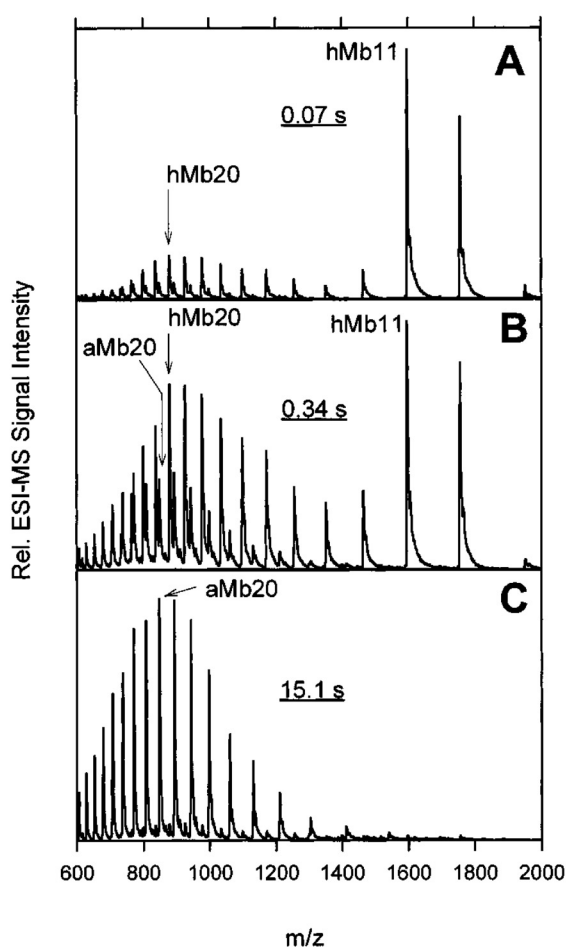 hMb11
A
0.07 s
hMb20
hMb20
hMb11
B
aMb20
0.34 s
aMb20
C
15.1 s
Rel. ESI-MS Signal Intensity
600 800 1000 1200 1400 1600 1800 2000
m/z